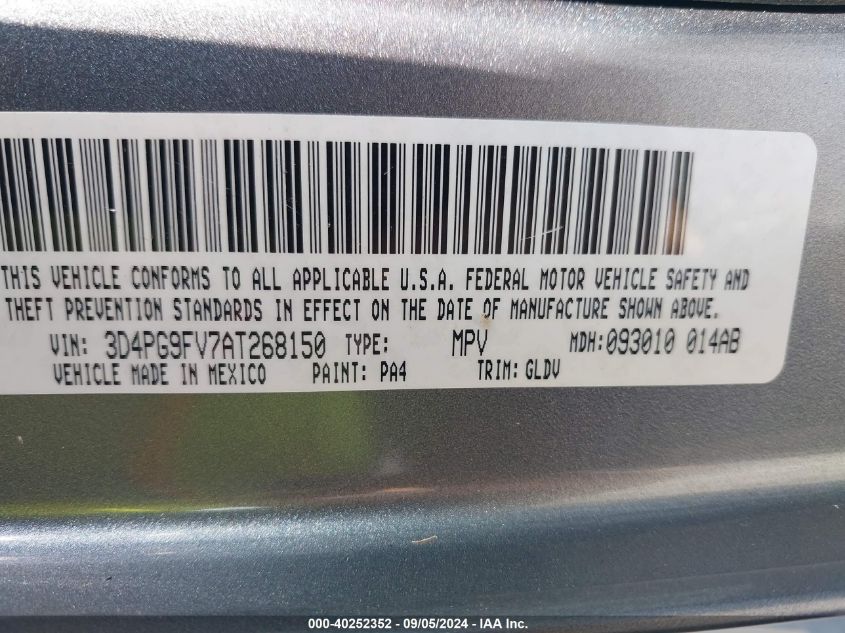 THIS VEHICLE CONFORMS TO ALL APPLICABLE U.S.A. FEDERAL MOTOR VEHICLE SAFETY AND
THEFT PREVENTION STANDARDS IN EFFECT ON THE DATE OF MANUFACTURE SHOWN ABOVE.
VIN: 3D4PG9FV7AT268150 TYPE: MPV MDH:093010 014AB
VEHICLE MADE IN MEXICO PAINT: PA4 TRIM: GLDV
000-40252352 - 09/05/2024 - IAA Inc.